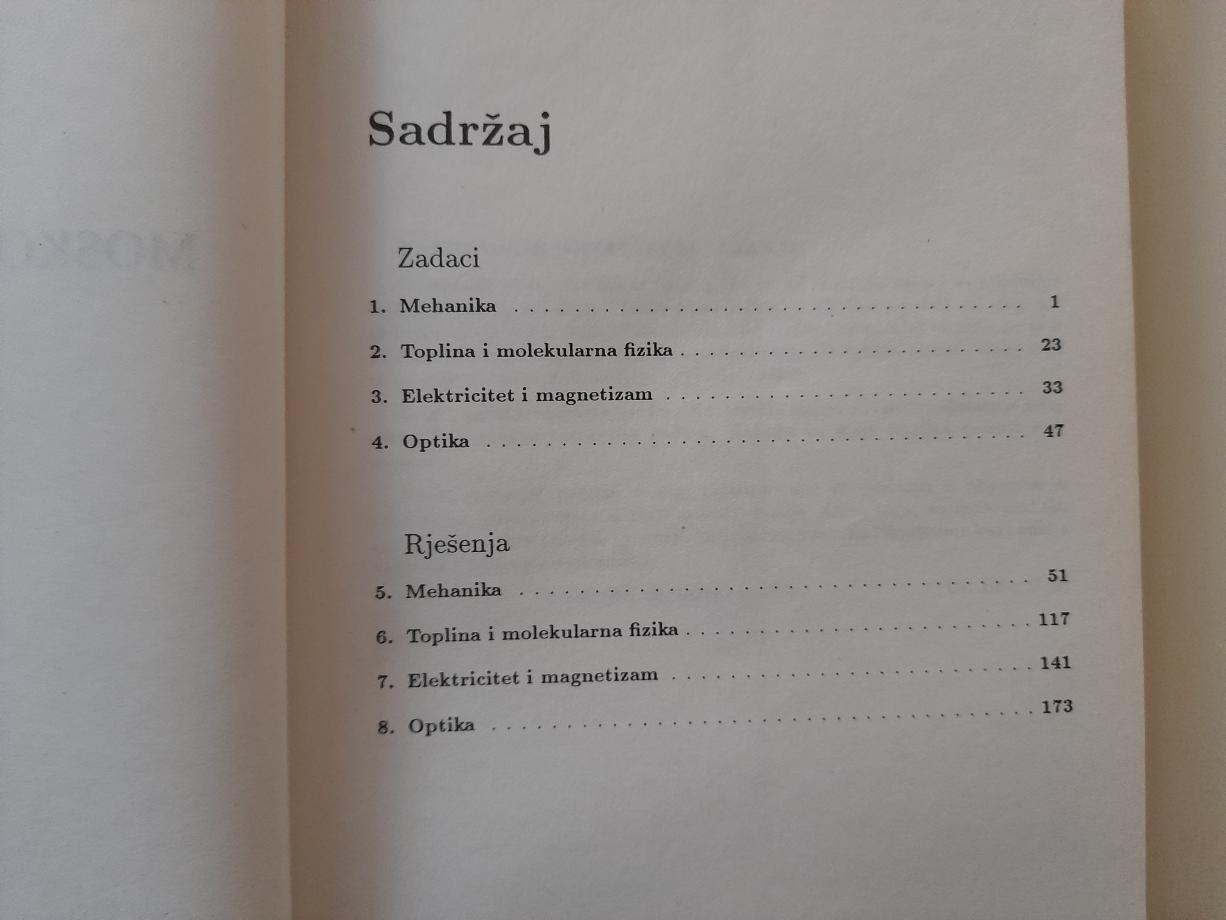 Sadržaj
Zadaci
1. Mehanika . . . . . . . . . . . . . . . . . . . . . . . . . . . . 1
2. Toplina i molekularna fizika . . . . . . . . . . . . . . . . . . . 23
3. Elektricitet i magnetizam . . . . . . . . . . . . . . . . . . . . 33
4. Optika . . . . . . . . . . . . . . . . . . . . . . . . . . . . . . 47
Rješenja
5. Mehanika . . . . . . . . . . . . . . . . . . . . . . . . . . . . 51
6. Toplina i molekularna fizika . . . . . . . . . . . . . . . . . . . 117
7. Elektricitet i magnetizam . . . . . . . . . . . . . . . . . . . . 141
8. Optika . . . . . . . . . . . . . . . . . . . . . . . . . . . . . . 173